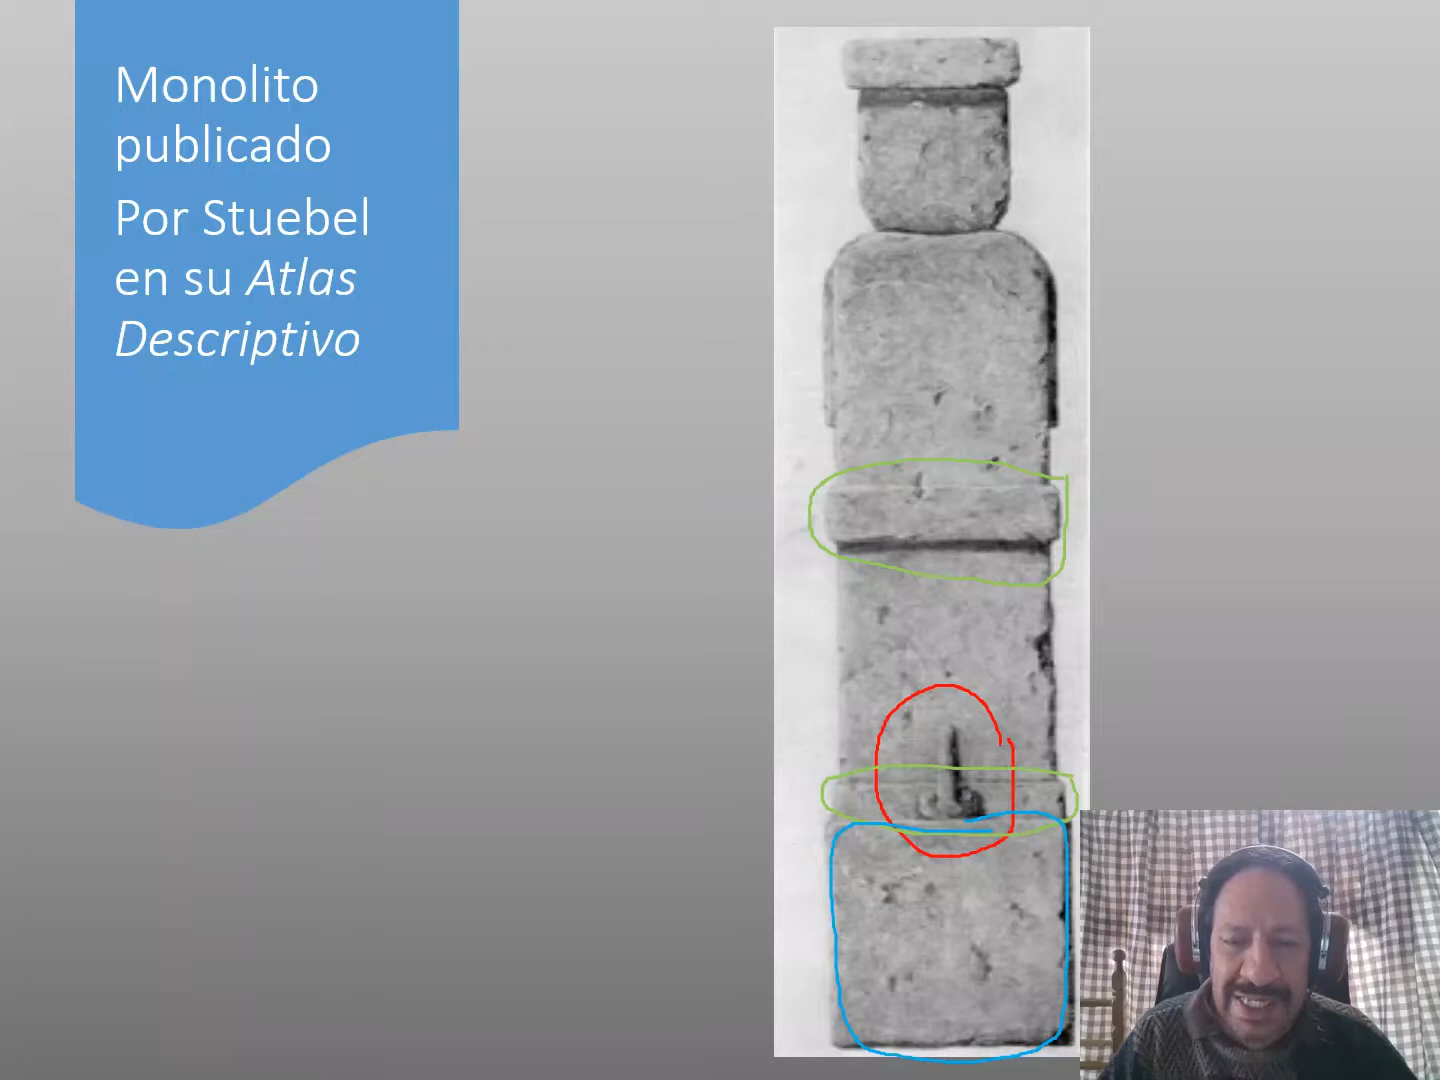 Monolito
publicado
Por Stuebel
en su Atlas
Descriptivo